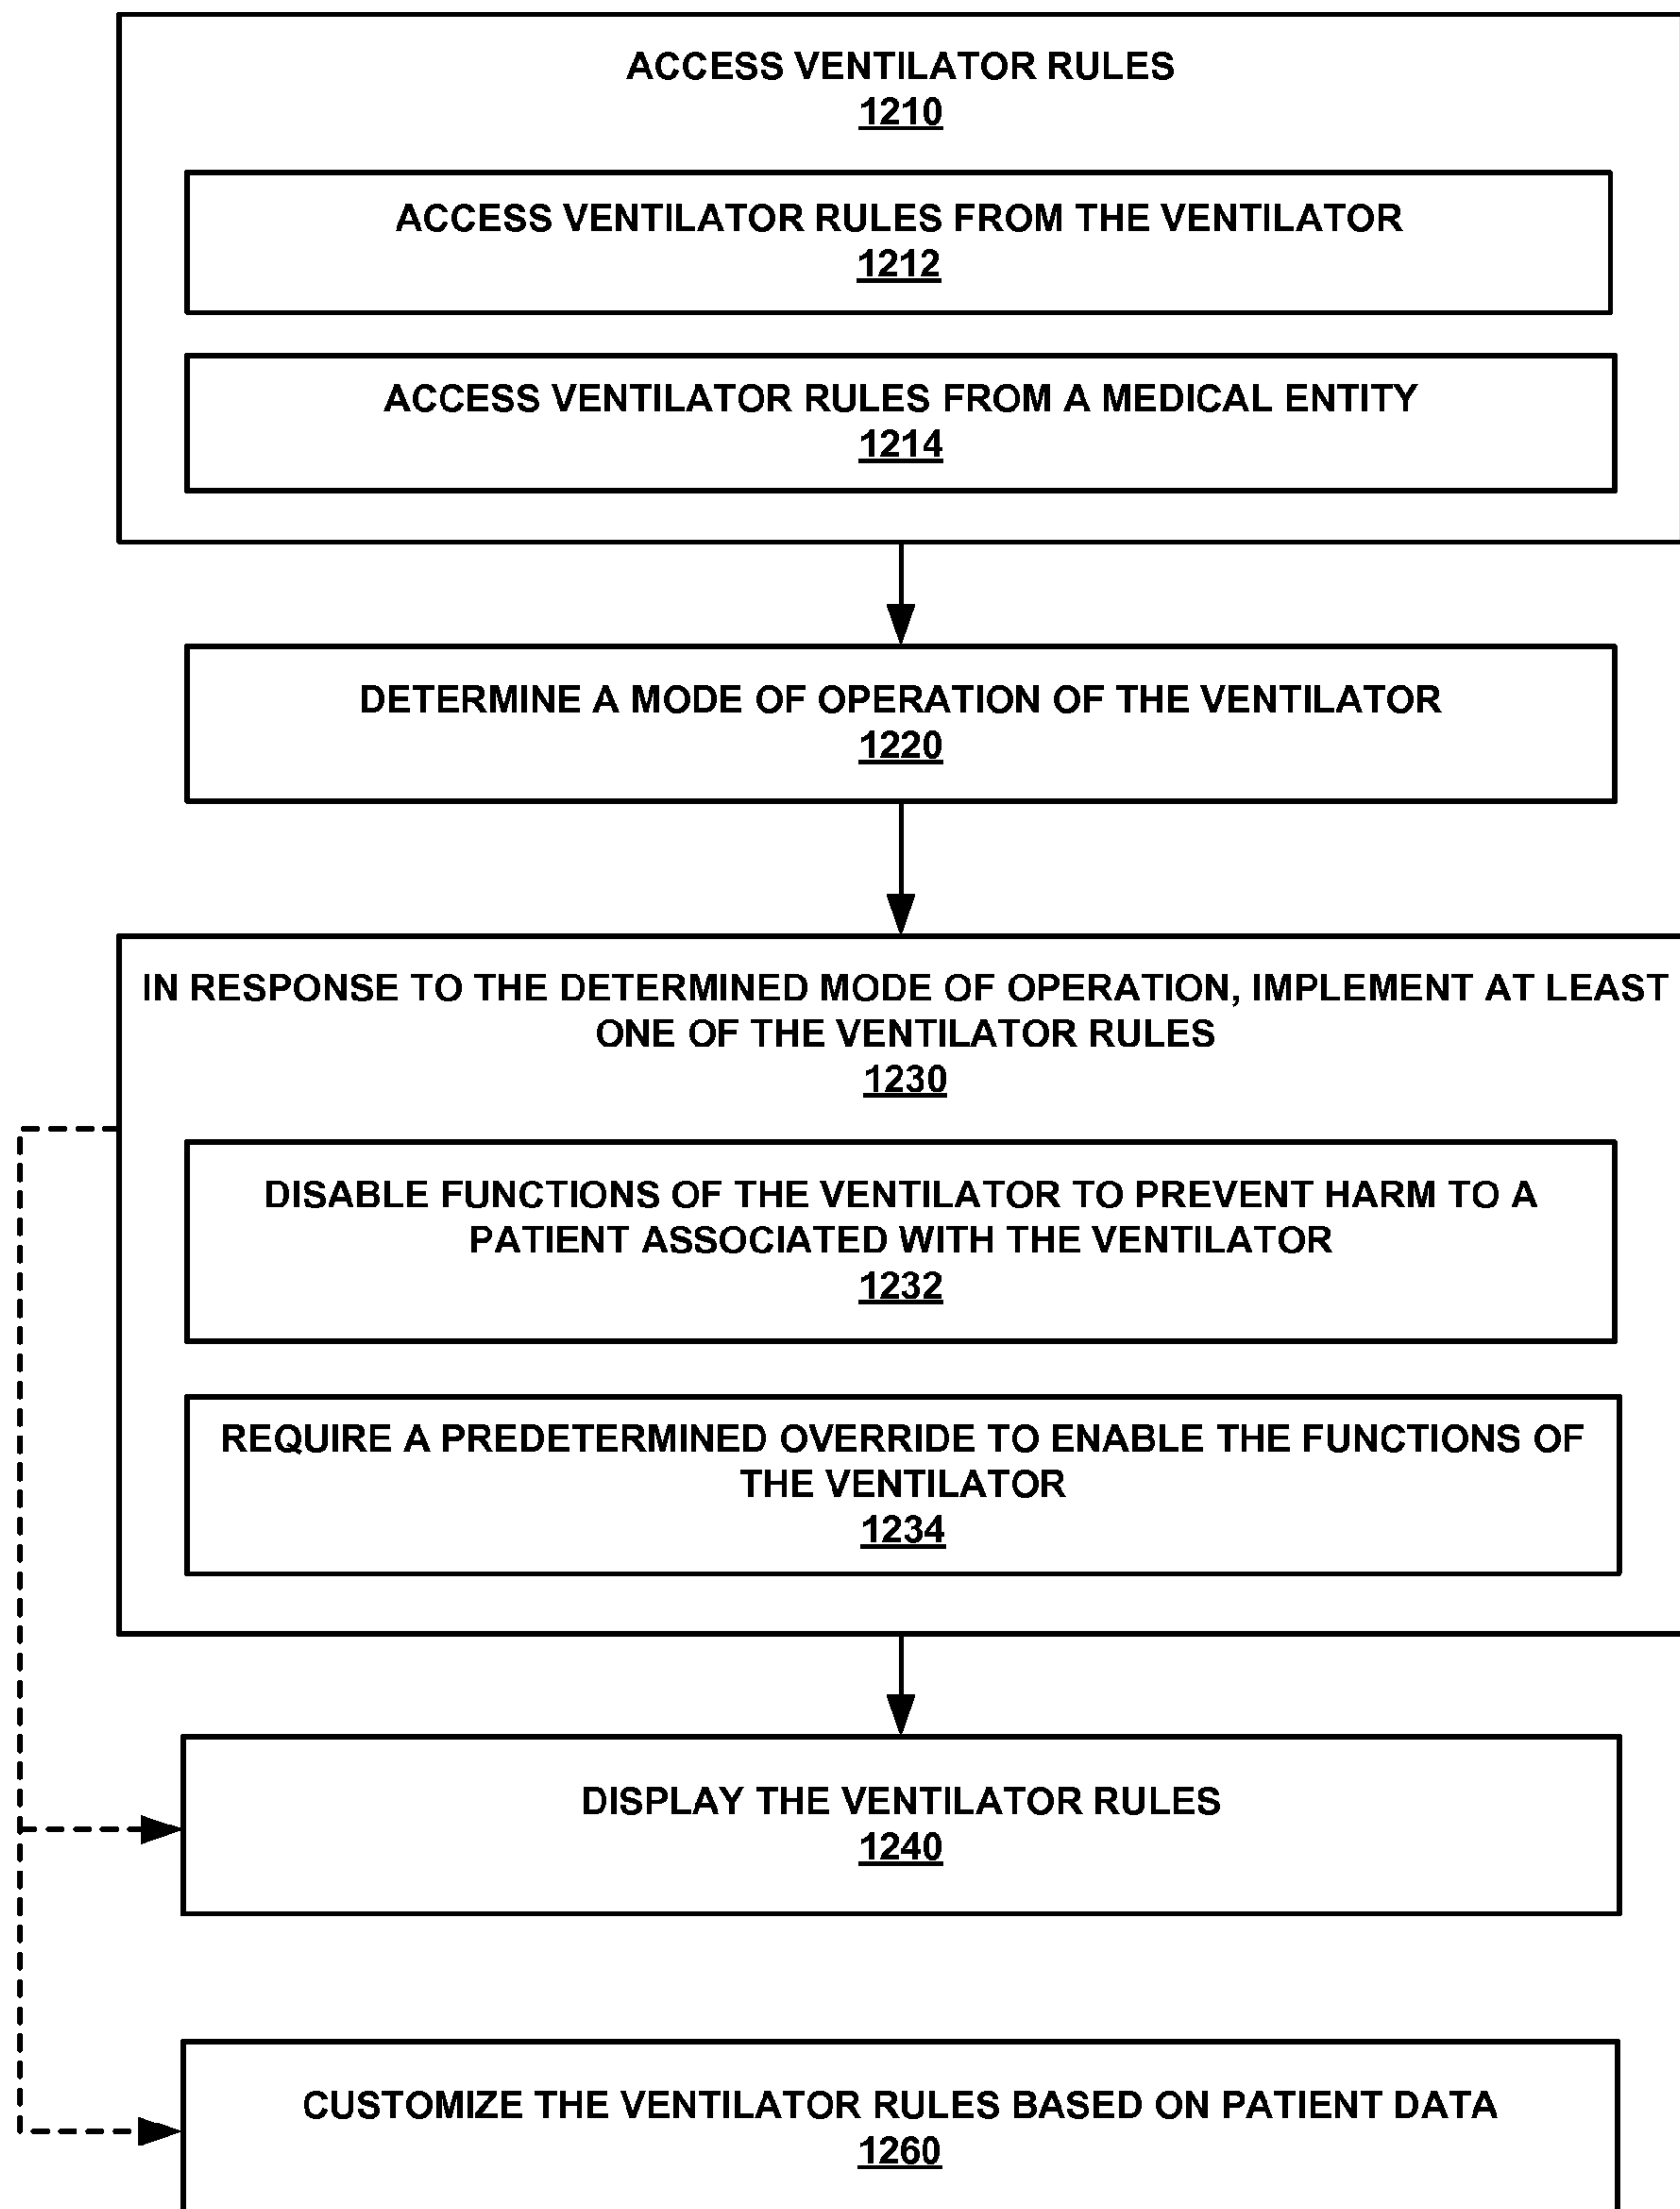 ACCESS VENTILATOR RULES
1210
ACCESS VENTILATOR RULES FROM THE VENTILATOR
1212
ACCESS VENTILATOR RULES FROM A MEDICAL ENTITY
1214
DETERMINE A MODE OF OPERATION OF THE VENTILATOR
1220
IN RESPONSE TO THE DETERMINED MODE OF OPERATION, IMPLEMENT AT LEAST
ONE OF THE VENTILATOR RULES
1230
DISABLE FUNCTIONS OF THE VENTILATOR TO PREVENT HARM TO A
PATIENT ASSOCIATED WITH THE VENTILATOR
1232
REQUIRE A PREDETERMINED OVERRIDE TO ENABLE THE FUNCTIONS OF
THE VENTILATOR
1234
DISPLAY THE VENTILATOR RULES
1240
CUSTOMIZE THE VENTILATOR RULES BASED ON PATIENT DATA
1260